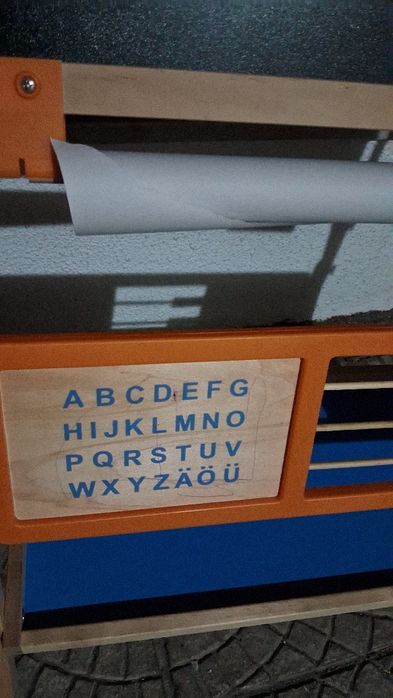 ABCDEFG
HIJKLMNO
PQRSTUV
WXYZÄÖÜ